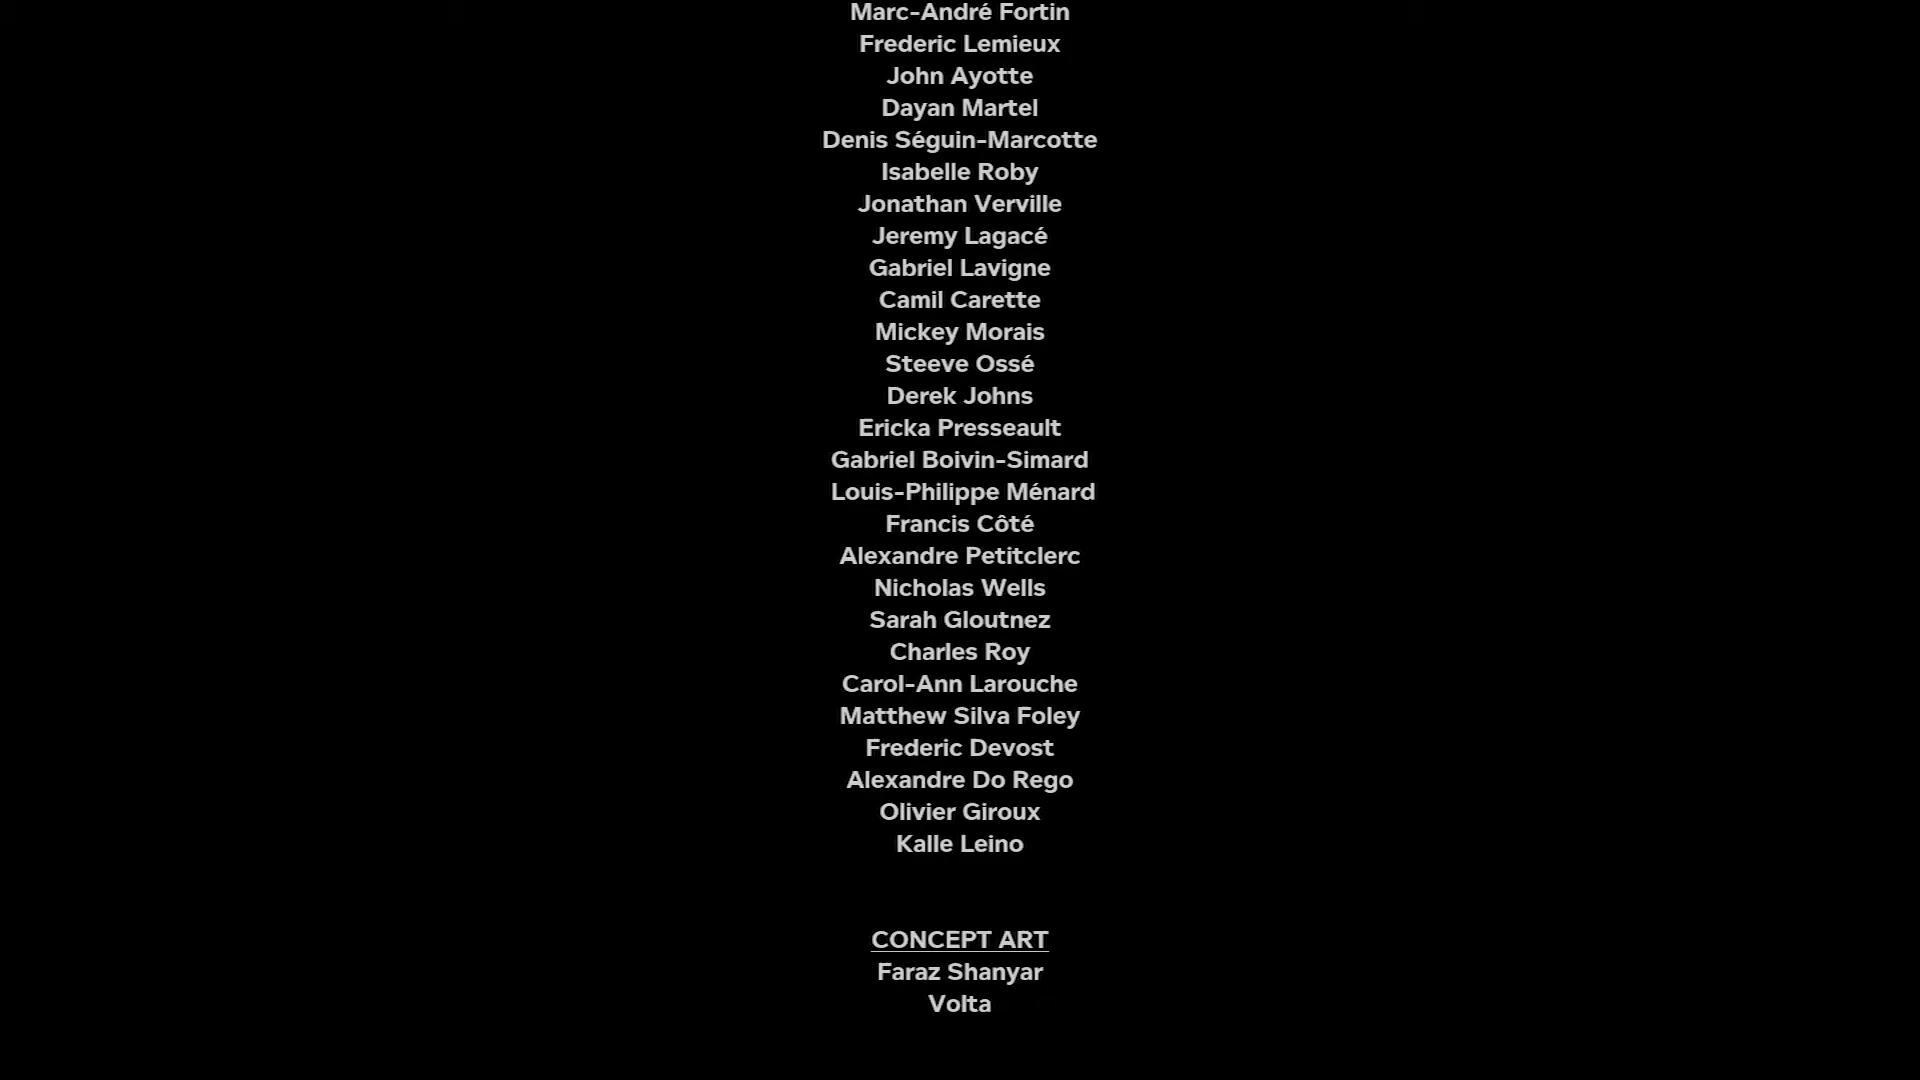 Marc-André Fortin
Frederic Lemieux
John Ayotte
Dayan Martel
Denis Séguin-Marcotte
Isabelle Roby
Jonathan Verville
Jeremy Lagacé
Gabriel Lavigne
Camil Carette
Mickey Morais
Steeve Ossé
Derek Johns
Ericka Presseault
Gabriel Boivin-Simard
Louis-Philippe Ménard
Francis Côté
Alexandre Petitclerc
Nicholas Wells
Sarah Gloutnez
Charles Roy
Carol-Ann Larouche
Matthew Silva Foley
Frederic Devost
Alexandre Do Rego
Olivier Giroux
Kalle Leino
CONCEPT ART
Faraz Shanyar
Volta